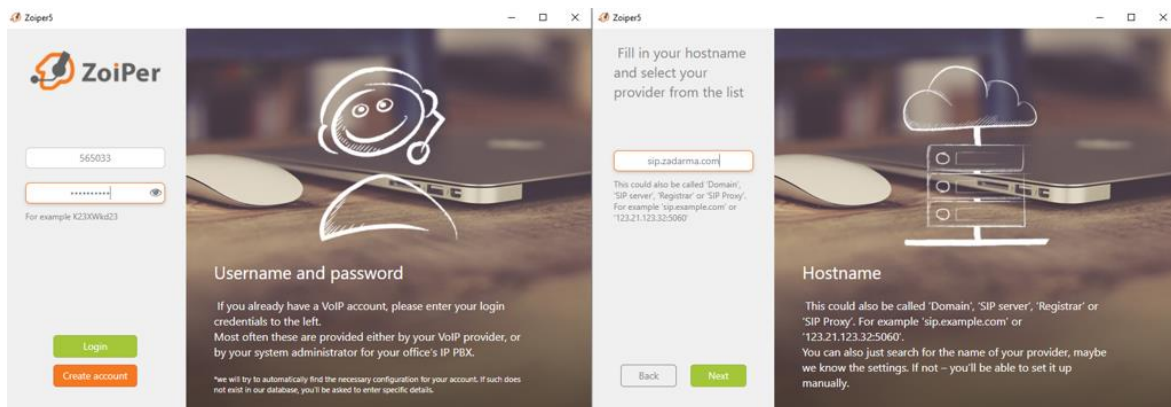 Zoiper5
ZoiPer
565033
For example K23XWkd23
Login
Create account
Username and password
If you already have a VoIP account, please enter your login
credentials to the left.
Most often these are provided either by your VoIP provider, or
by your system administrator for your office's IP PBX.
*we will try to automatically find the necessary configuration for your account. If such does
not exist in our database, you'll be asked to enter specific details.
Zoiper5
Fill in your hostname
and select your
provider from the list
sip.zadarma.com
This could also be called 'Domain',
'SIP server', 'Registrar' or 'SIP Proxy'.
For example 'sip.example.com' or
'123.21.123.32:5060'
Back
Next
Hostname
This could also be called 'Domain', 'SIP server', 'Registrar' or
'SIP Proxy'. For example 'sip.example.com' or
'123.21.123.32:5060'.
You can also just search for the name of your provider, maybe
we know the settings. If not – you'll be able to set it up
manually.